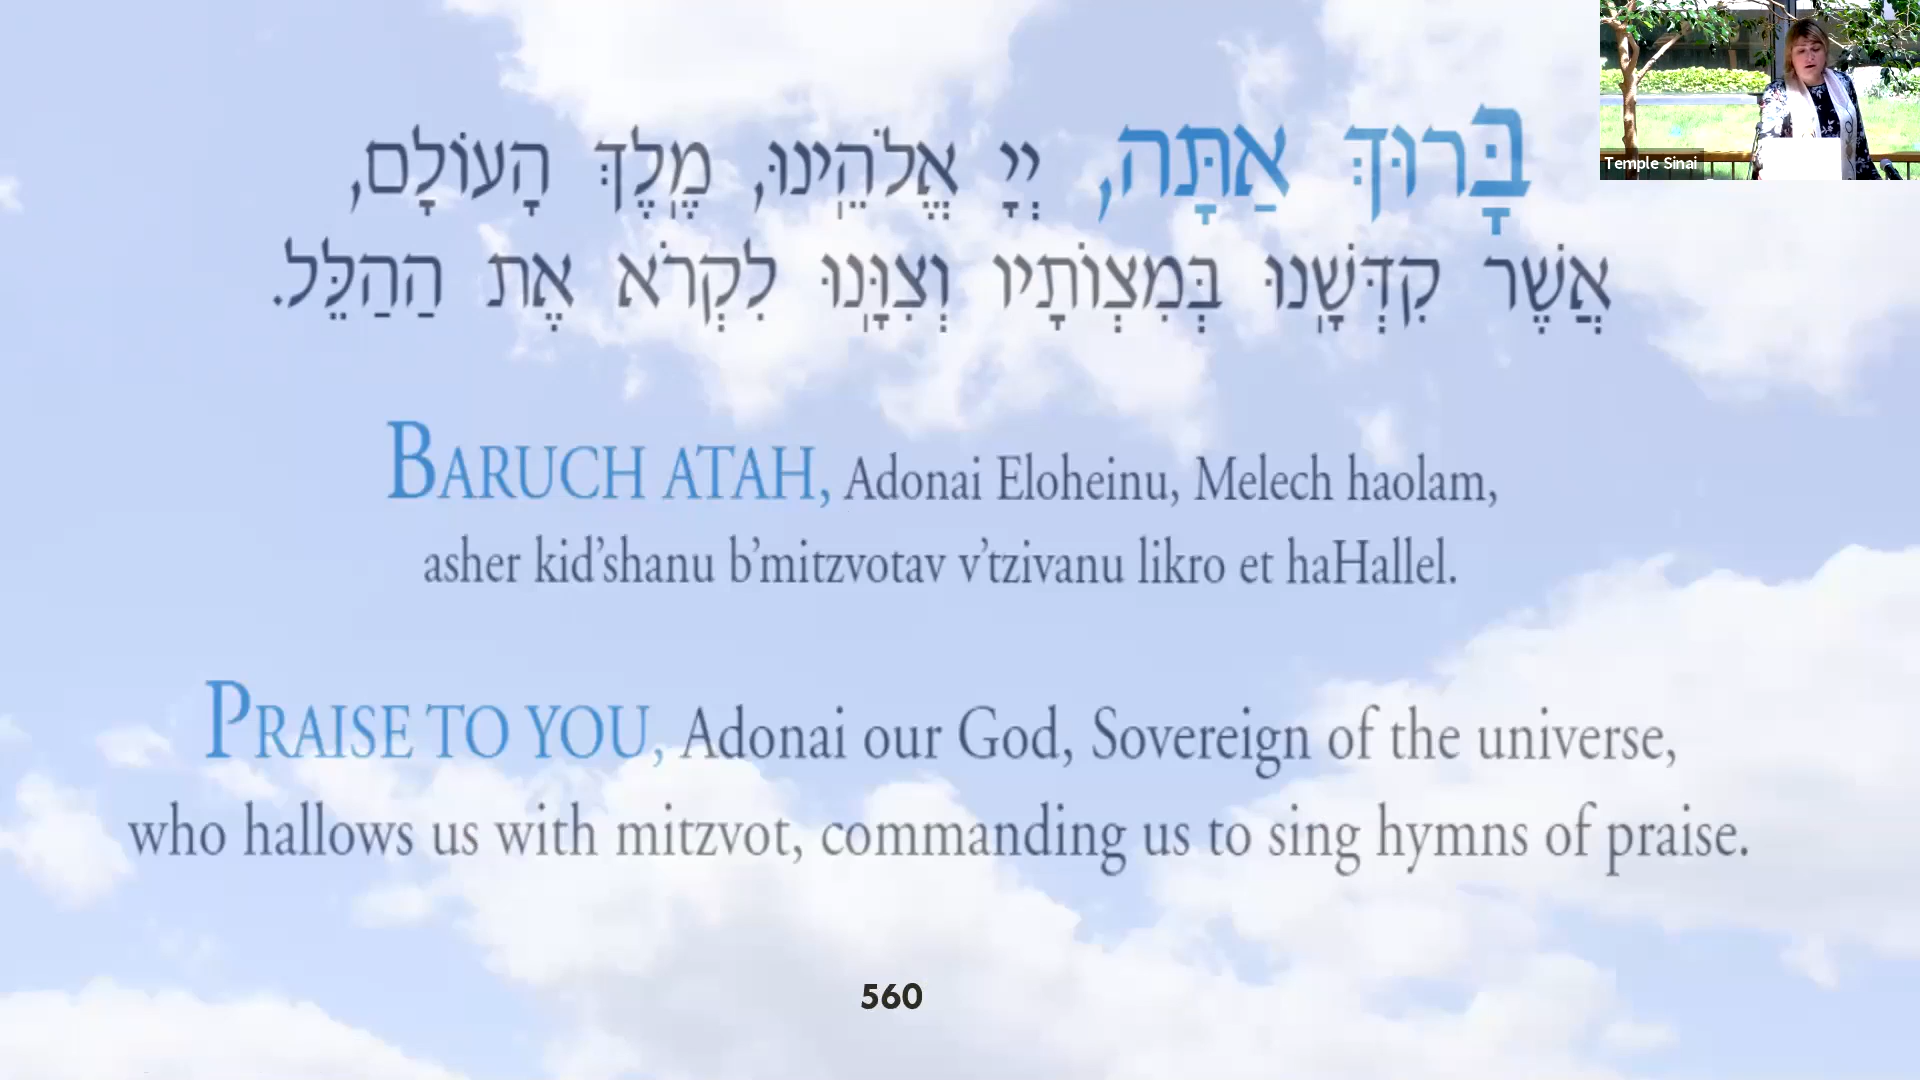 בָּרוּךְ אַתָּה, יְיָ אֱלֹהֵֽינוּ, מֶֽלֶךְ הָעוֹלָם,
אֲשֶׁר קִדְּשָֽׁנוּ בְּמִצְוֹתָיו וְצִוָּֽנוּ לִקְרֹא אֶת הַהַלֵּל.
BARUCH ATAH, Adonai Eloheinu, Melech haolam,
asher kid’shanu b’mitzvotav v’tzivanu likro et haHallel.
PRAISE TO YOU, Adonai our God, Sovereign of the universe,
who hallows us with mitzvot, commanding us to sing hymns of praise.
560
Temple Sinai